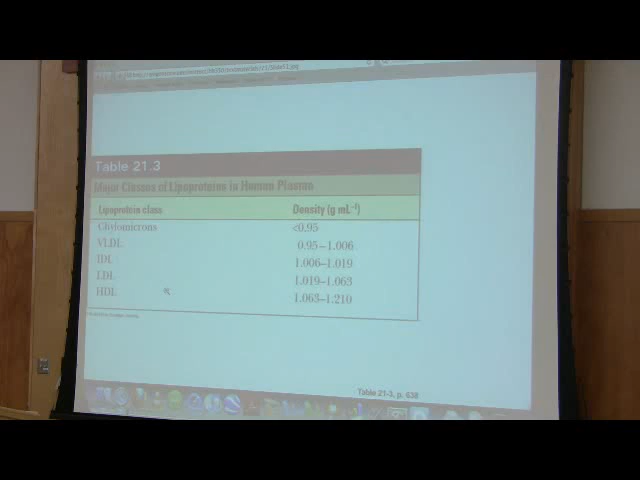 Table 21.3
Major Classes of Lipoproteins in Human Plasma
Lipoprotein class Density (g mL⁻¹)
Chylomicrons <0.95
VLDL 0.95–1.006
IDL 1.006–1.019
LDL 1.019–1.063
HDL 1.063–1.210
Table 21-3, p. 638